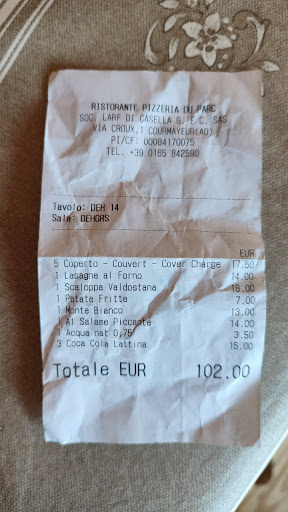 RISTORANTE PIZZERIA DU PARC
SOC. LARF DI CASELLA G. E C. SAS
VIA CROUX,1 COURMAYEUR(AO)
PI/CF: 00084170075
TEL. +39 0165 842590
Tavolo: DEH 14
Sala: DEHORS
EUR
5 Coperto - Couvert - Cover Charge 17.50
1 Lasagne al Forno 14.00
1 Scaloppa Valdostana 18.00
1 Patate Fritte 7.00
1 Monte Bianco 13.00
1 Al Salame Piccante 14.00
1 Acqua nat 0,75 3.50
3 Coca Cola Lattina 15.00
Totale EUR 102.00